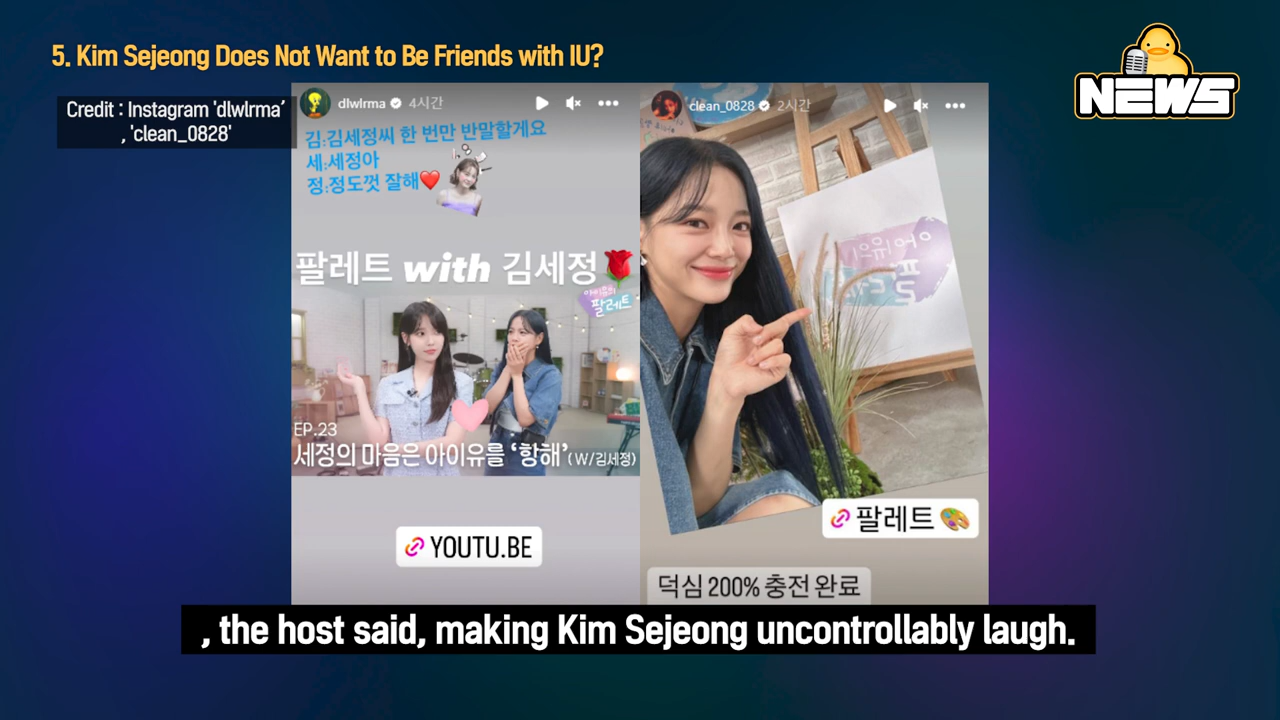 5. Kim Sejeong Does Not Want to Be Friends with IU?
NEWS
Credit : Instagram 'dlwlrma'
, 'clean_0828'
dlwlrma 4시간
김:김세정씨 한 번만 반말할게요
세:세정아
정:정도껏 잘해❤️
팔레트 with 김세정🌹
아이유의
팔레트
EP.23
세정의 마음은 아이유를 ‘항해’(W/김세정)
YOUTU.BE
clean_0828 2시간
아이유의
팔레트🎨
덕심 200% 충전 완료
, the host said, making Kim Sejeong uncontrollably laugh.